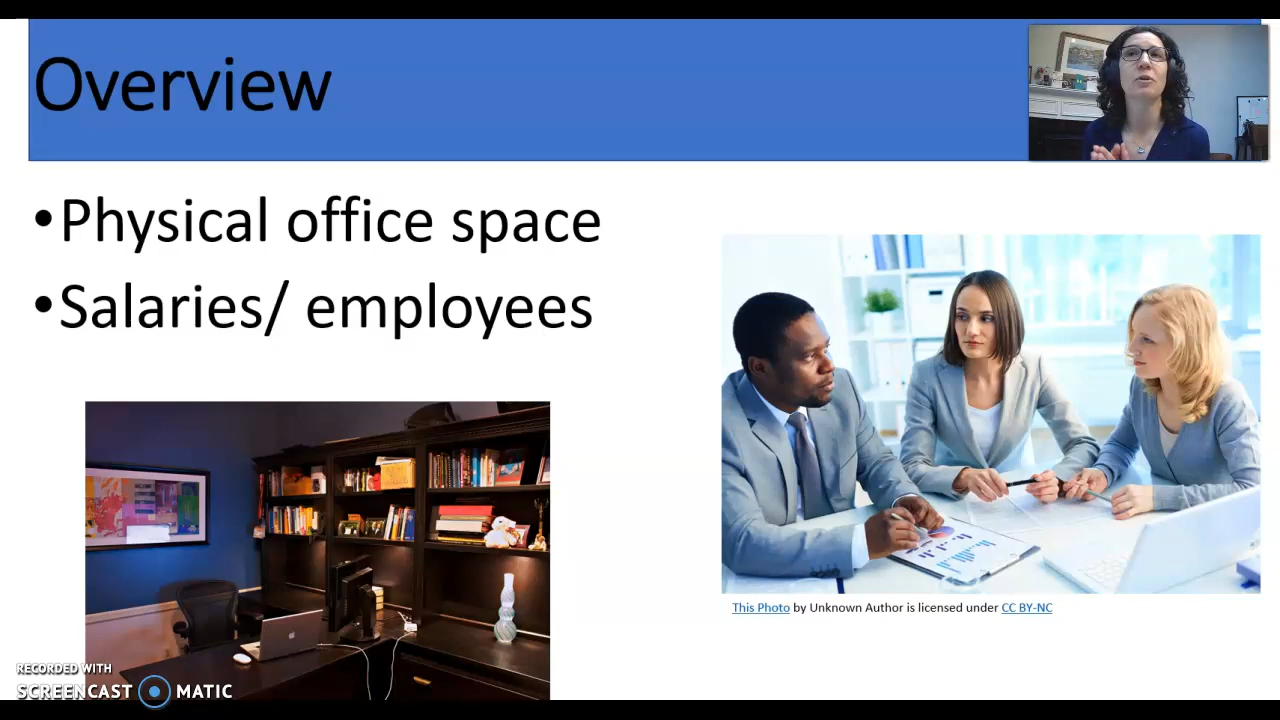 Overview
•Physical office space
•Salaries/ employees
This Photo by Unknown Author is licensed under CC BY-NC
RECORDED WITH
SCREENCAST MATIC